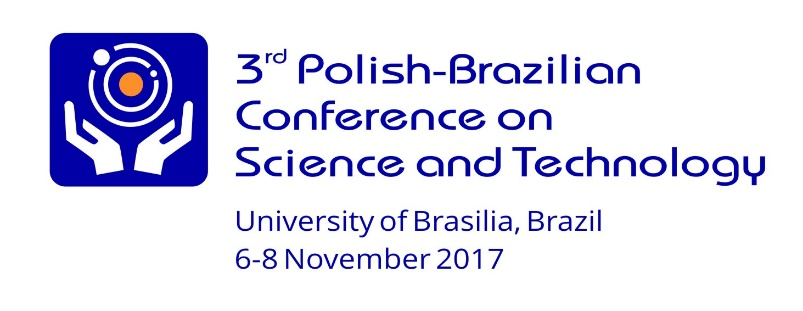 3rd Polish-Brazilian
Conference on
Science and Technology
University of Brasilia, Brazil
6-8 November 2017